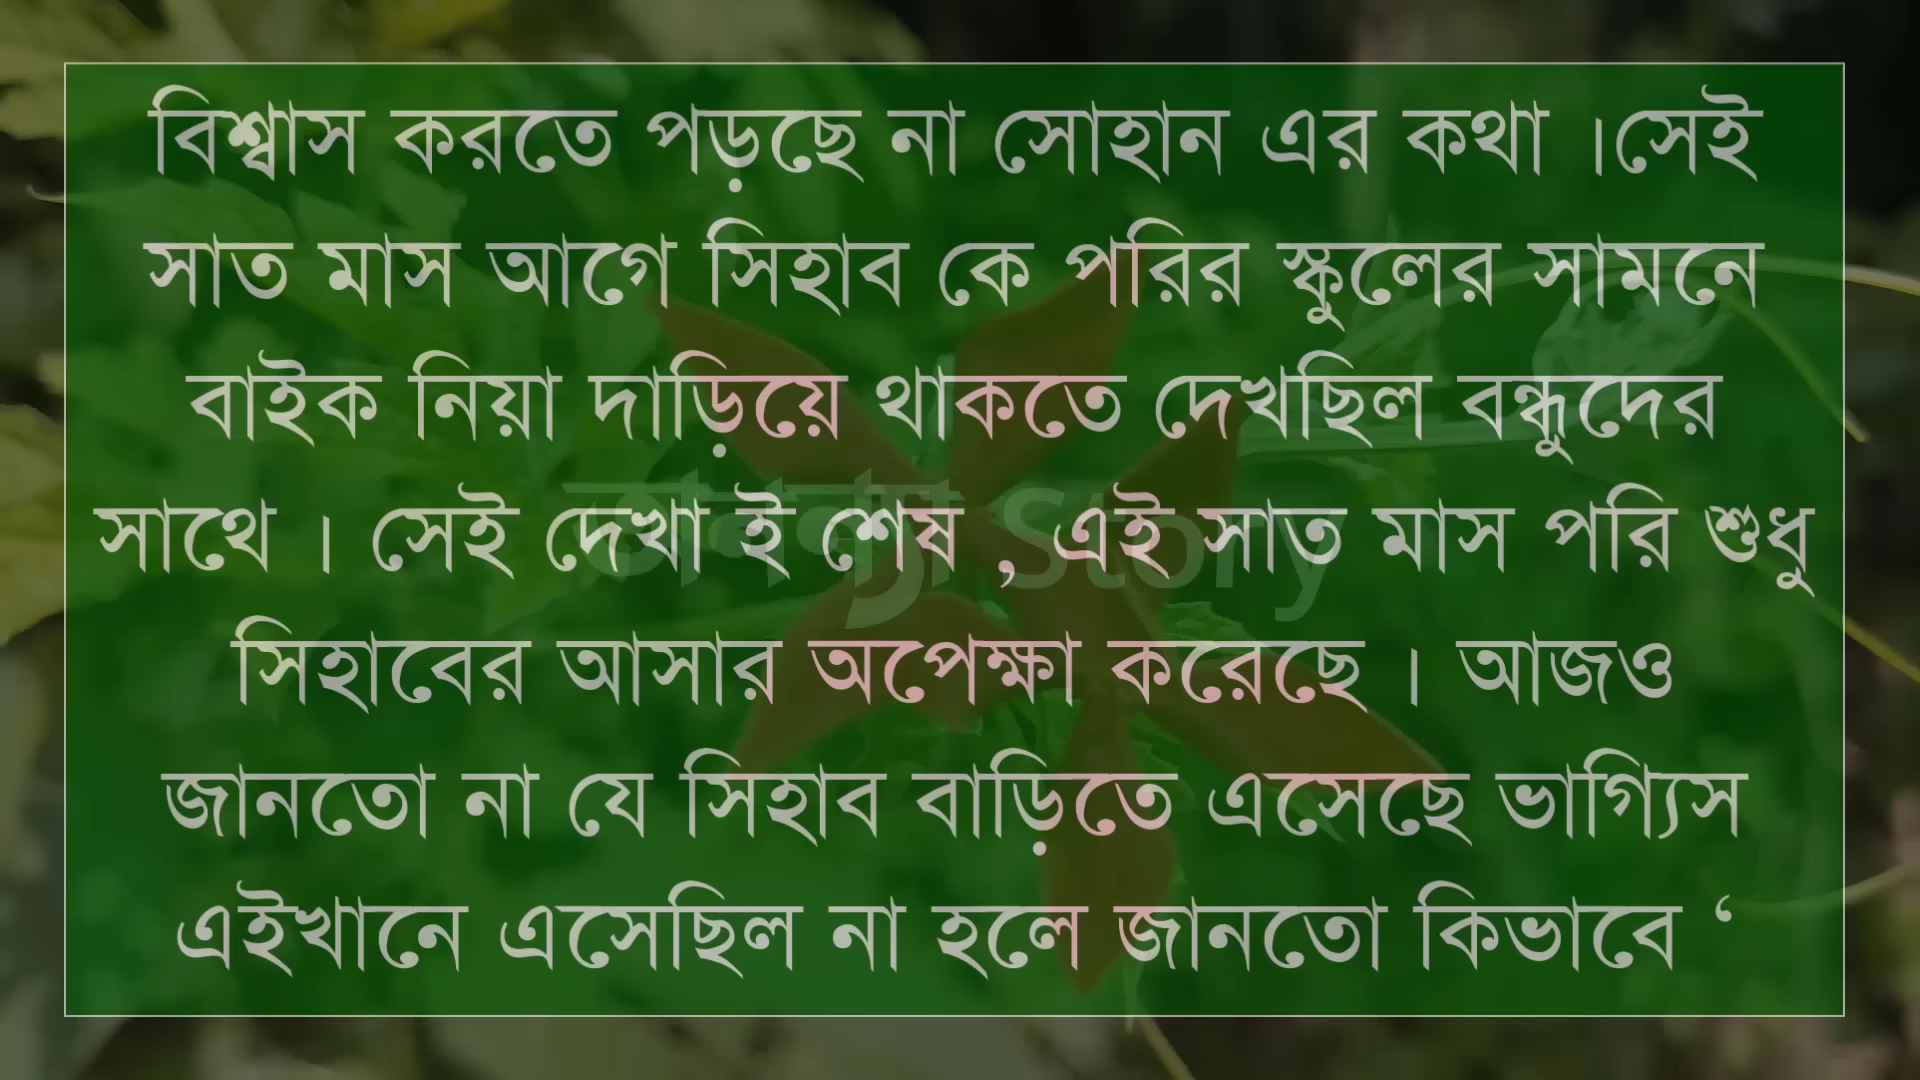 বিশ্বাস করতে পড়ছে না সোহান এর কথা ।সেই
সাত মাস আগে সিহাব কে পরির স্কুলের সামনে
বাইক নিয়া দাড়িয়ে থাকতে দেখছিল বন্ধুদের
সাথে । সেই দেখা ই শেষ , এই সাত মাস পরি শুধু
Story
সিহাবের আসার অপেক্ষা করেছে । আজও
জানতো না যে সিহাব বাড়িতে এসেছে ভাগ্যিস
এইখানে এসেছিল না হলে জানতো কিভাবে ‘